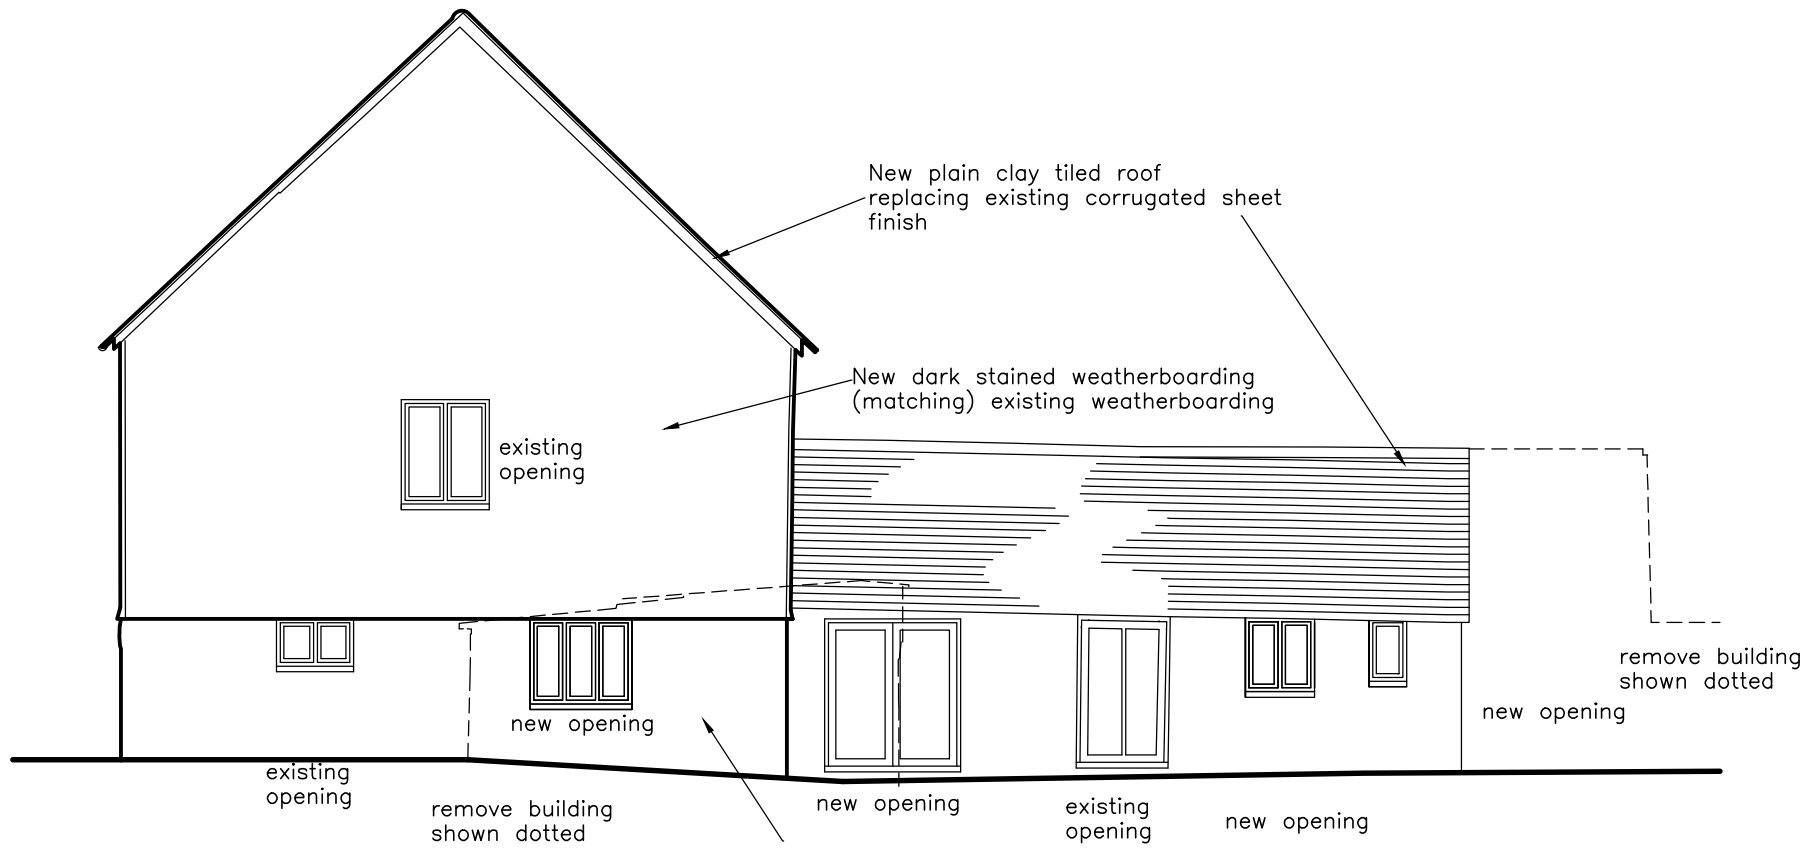 New plain clay tiled roof
replacing existing corrugated sheet
finish
New dark stained weatherboarding
(matching) existing weatherboarding
existing
opening
remove building
shown dotted
new opening
new opening
existing
opening
remove building
shown dotted
new opening
existing
opening
new opening